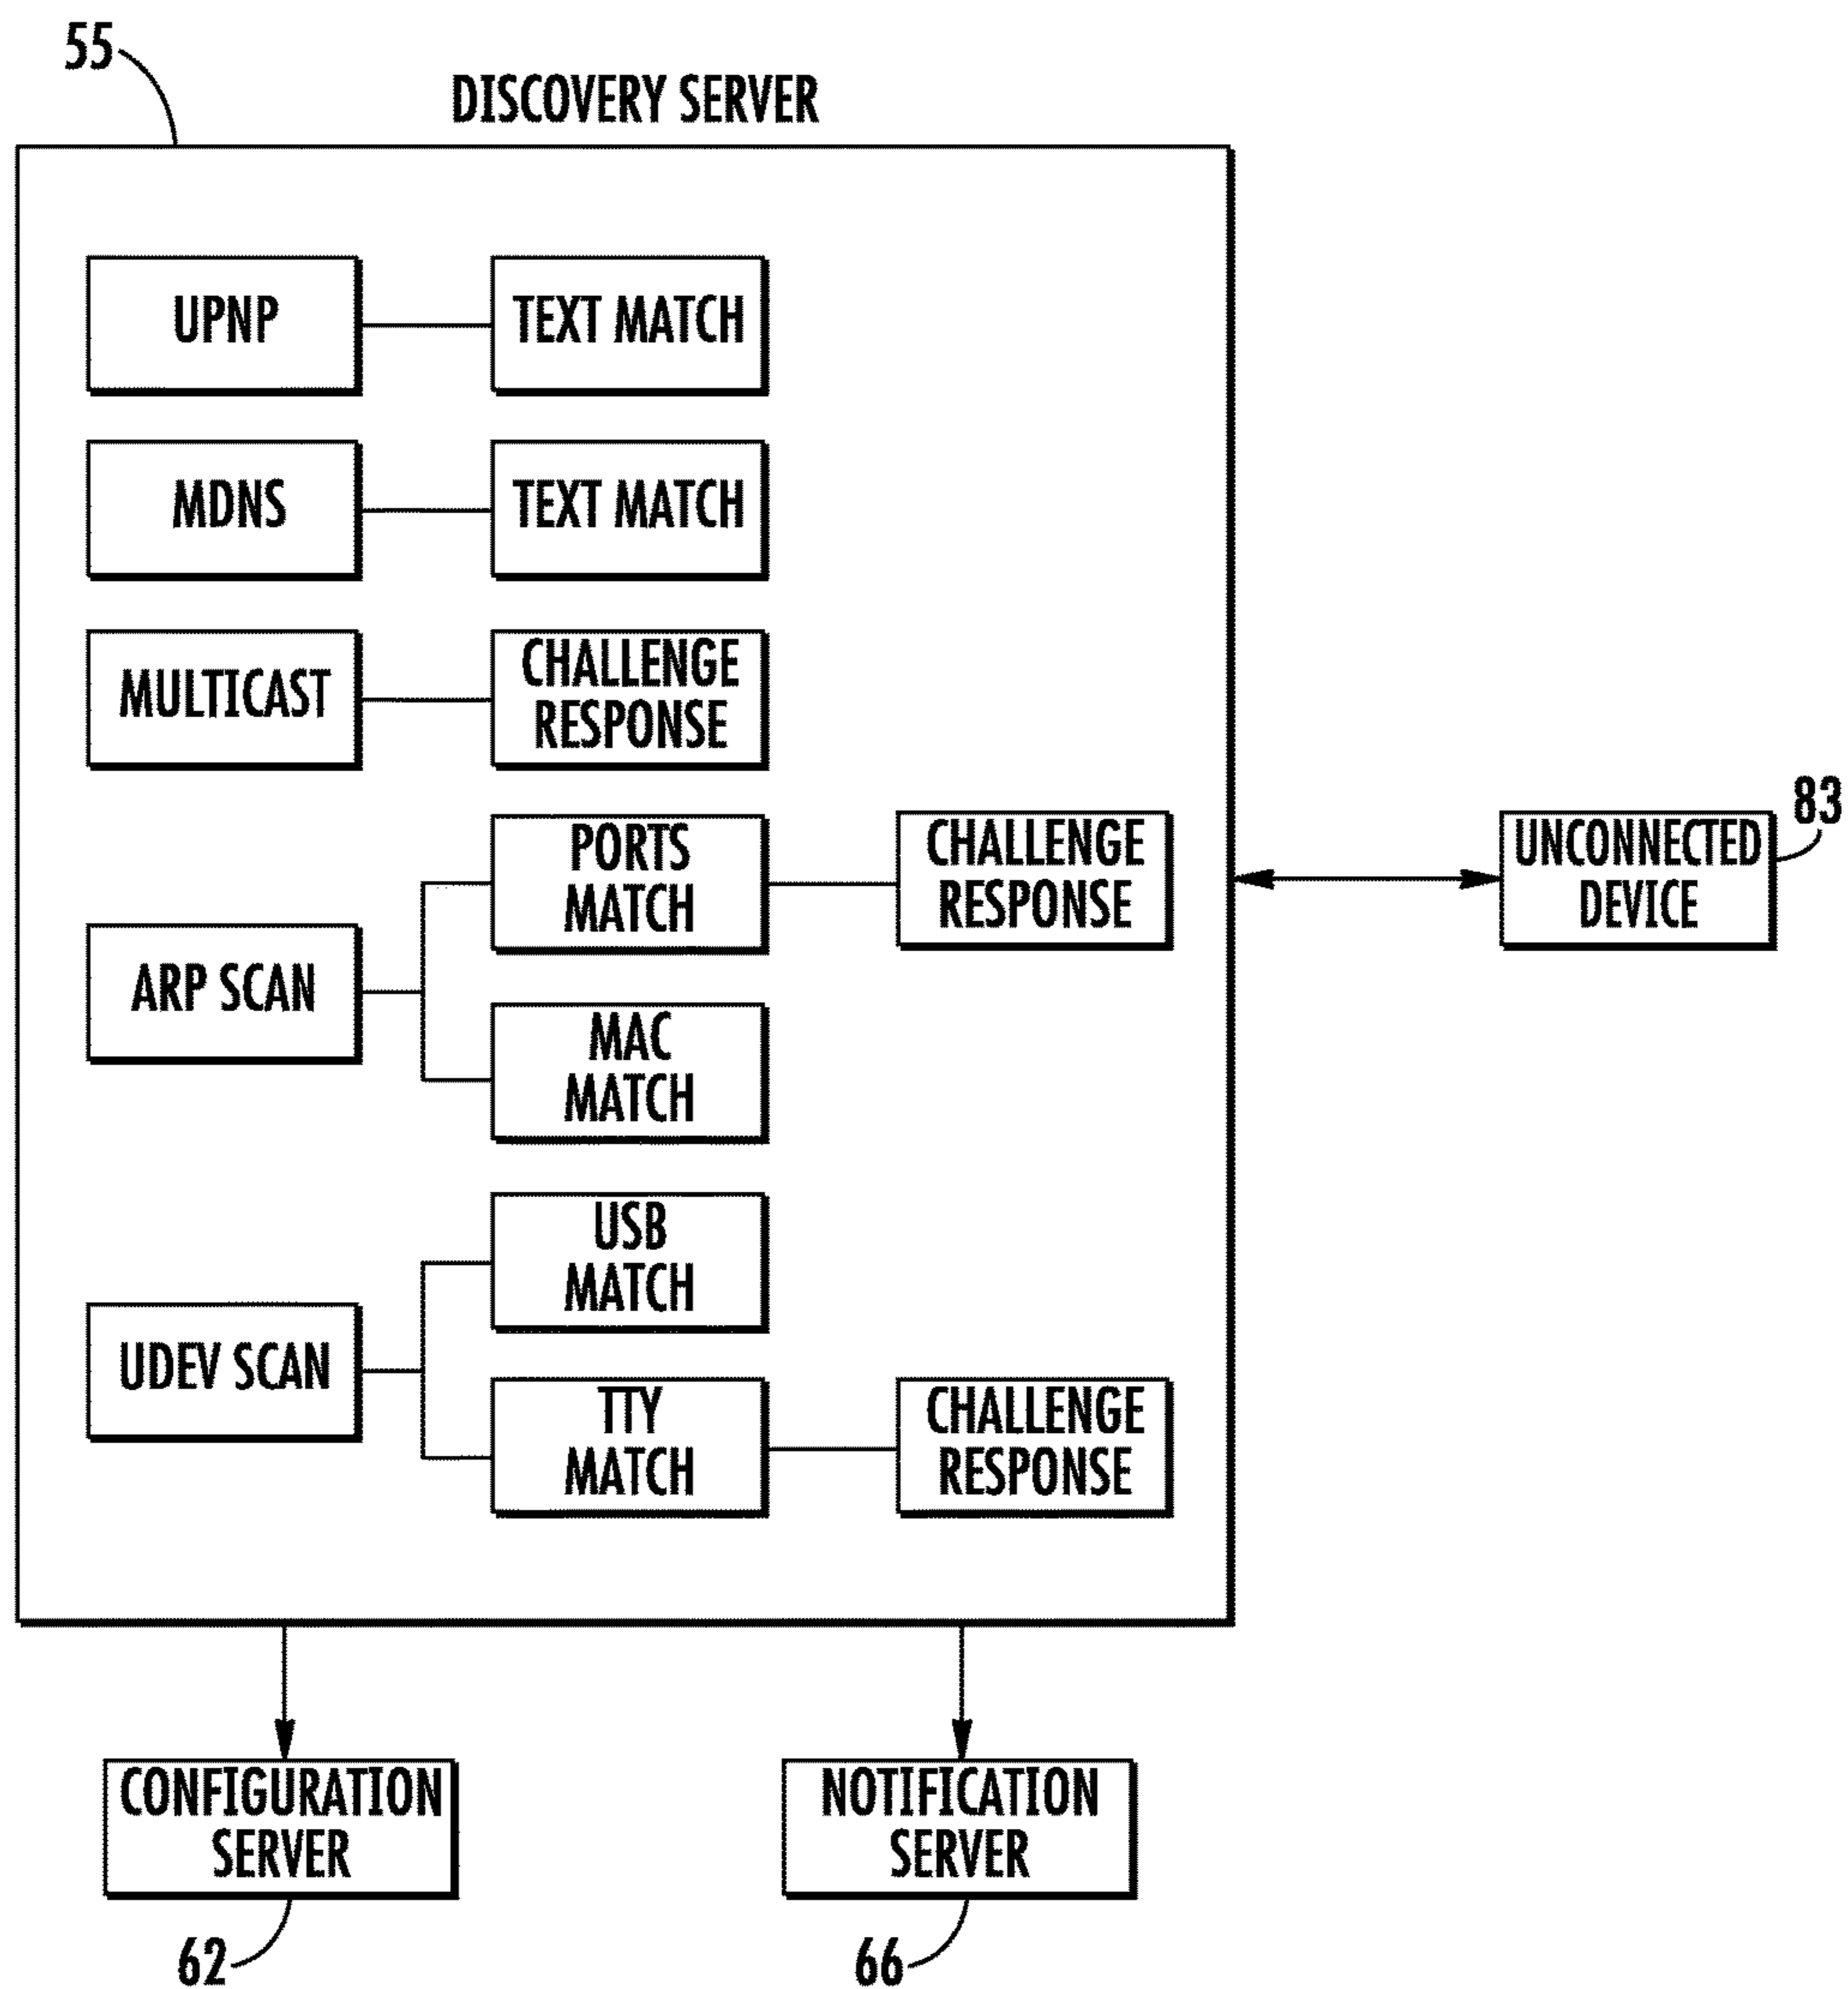 55
DISCOVERY SERVER
UPNP
TEXT MATCH
MDNS
TEXT MATCH
MULTICAST
CHALLENGE
RESPONSE
ARP SCAN
PORTS
MATCH
CHALLENGE
RESPONSE
MAC
MATCH
UDEV SCAN
USB
MATCH
TTY
MATCH
CHALLENGE
RESPONSE
UNCONNECTED
DEVICE
83
CONFIGURATION
SERVER
62
NOTIFICATION
SERVER
66